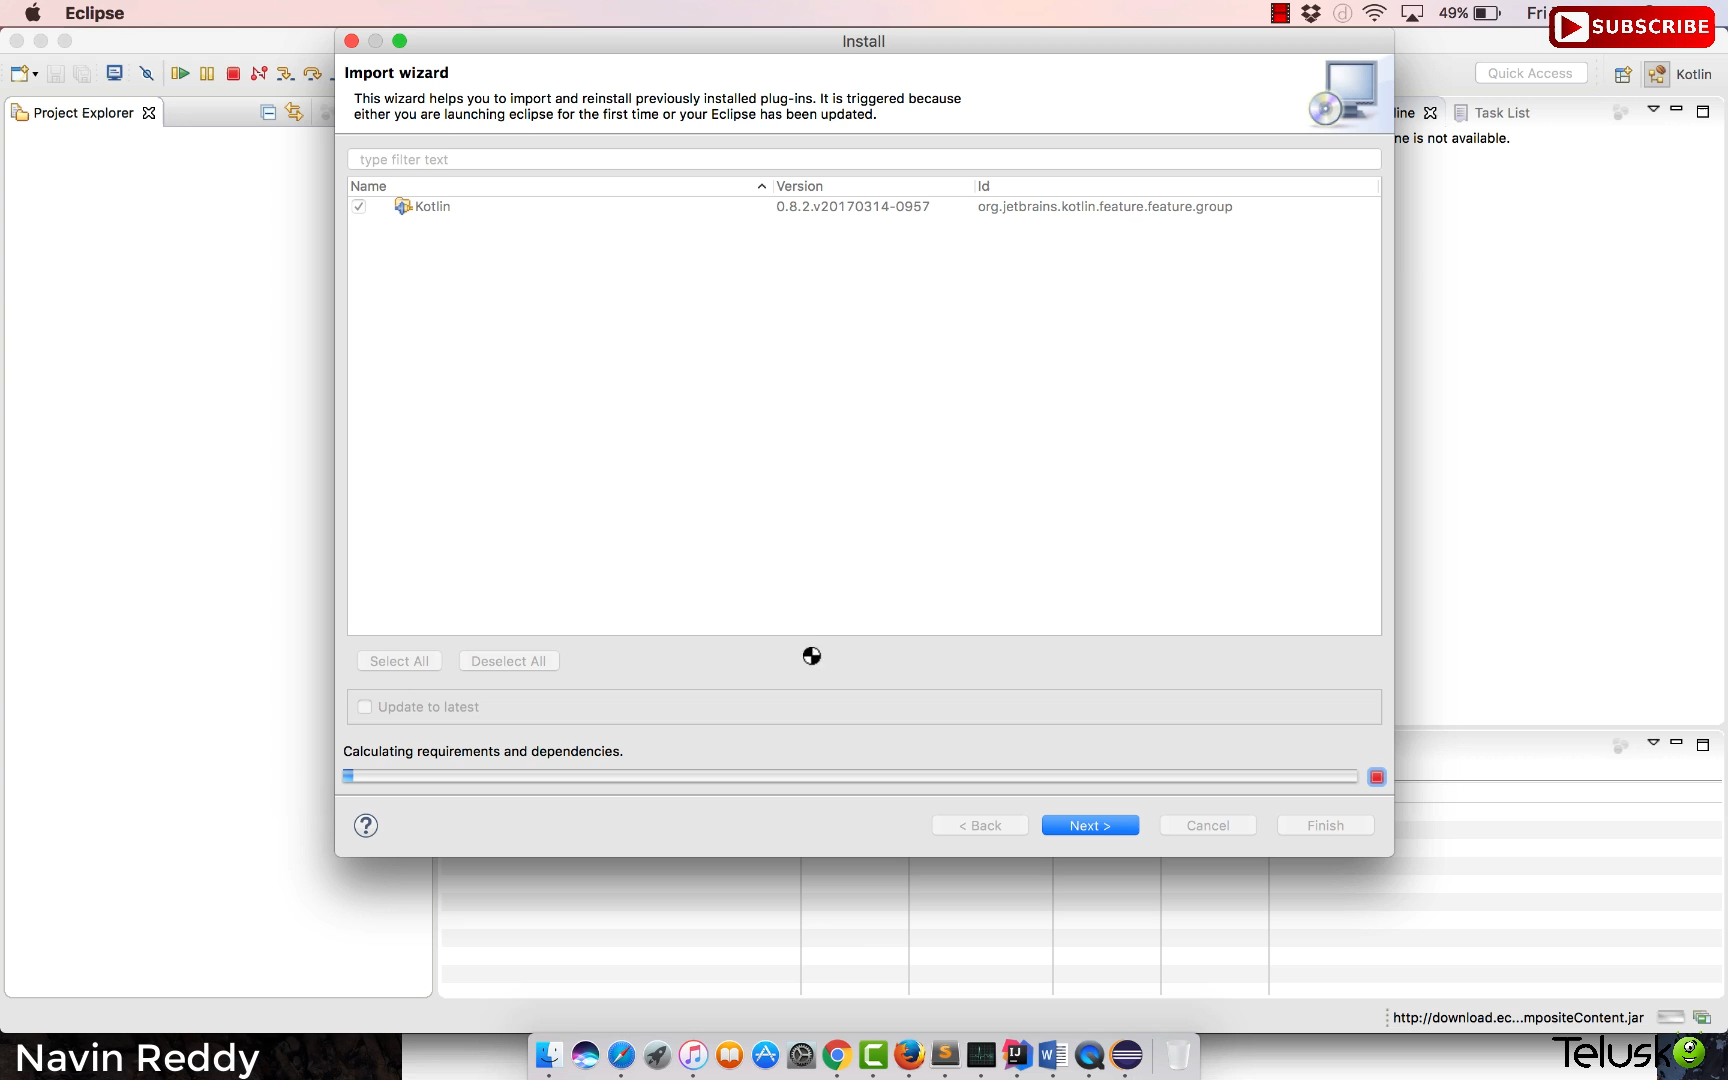 Eclipse
49%
Fri
SUBSCRIBE
Install
Quick Access
Kotlin
Import wizard
This wizard helps you to import and reinstall previously installed plug-ins. It is triggered because
either you are launching eclipse for the first time or your Eclipse has been updated.
Project Explorer
ine
Task List
ne is not available.
type filter text
Name
Version
Id
Kotlin
0.8.2.v20170314-0957
org.jetbrains.kotlin.feature.feature.group
Select All
Deselect All
Update to latest
Calculating requirements and dependencies.
?
< Back
Next >
Cancel
Finish
http://download.ec...mpositeContent.jar
Navin Reddy
Telusko